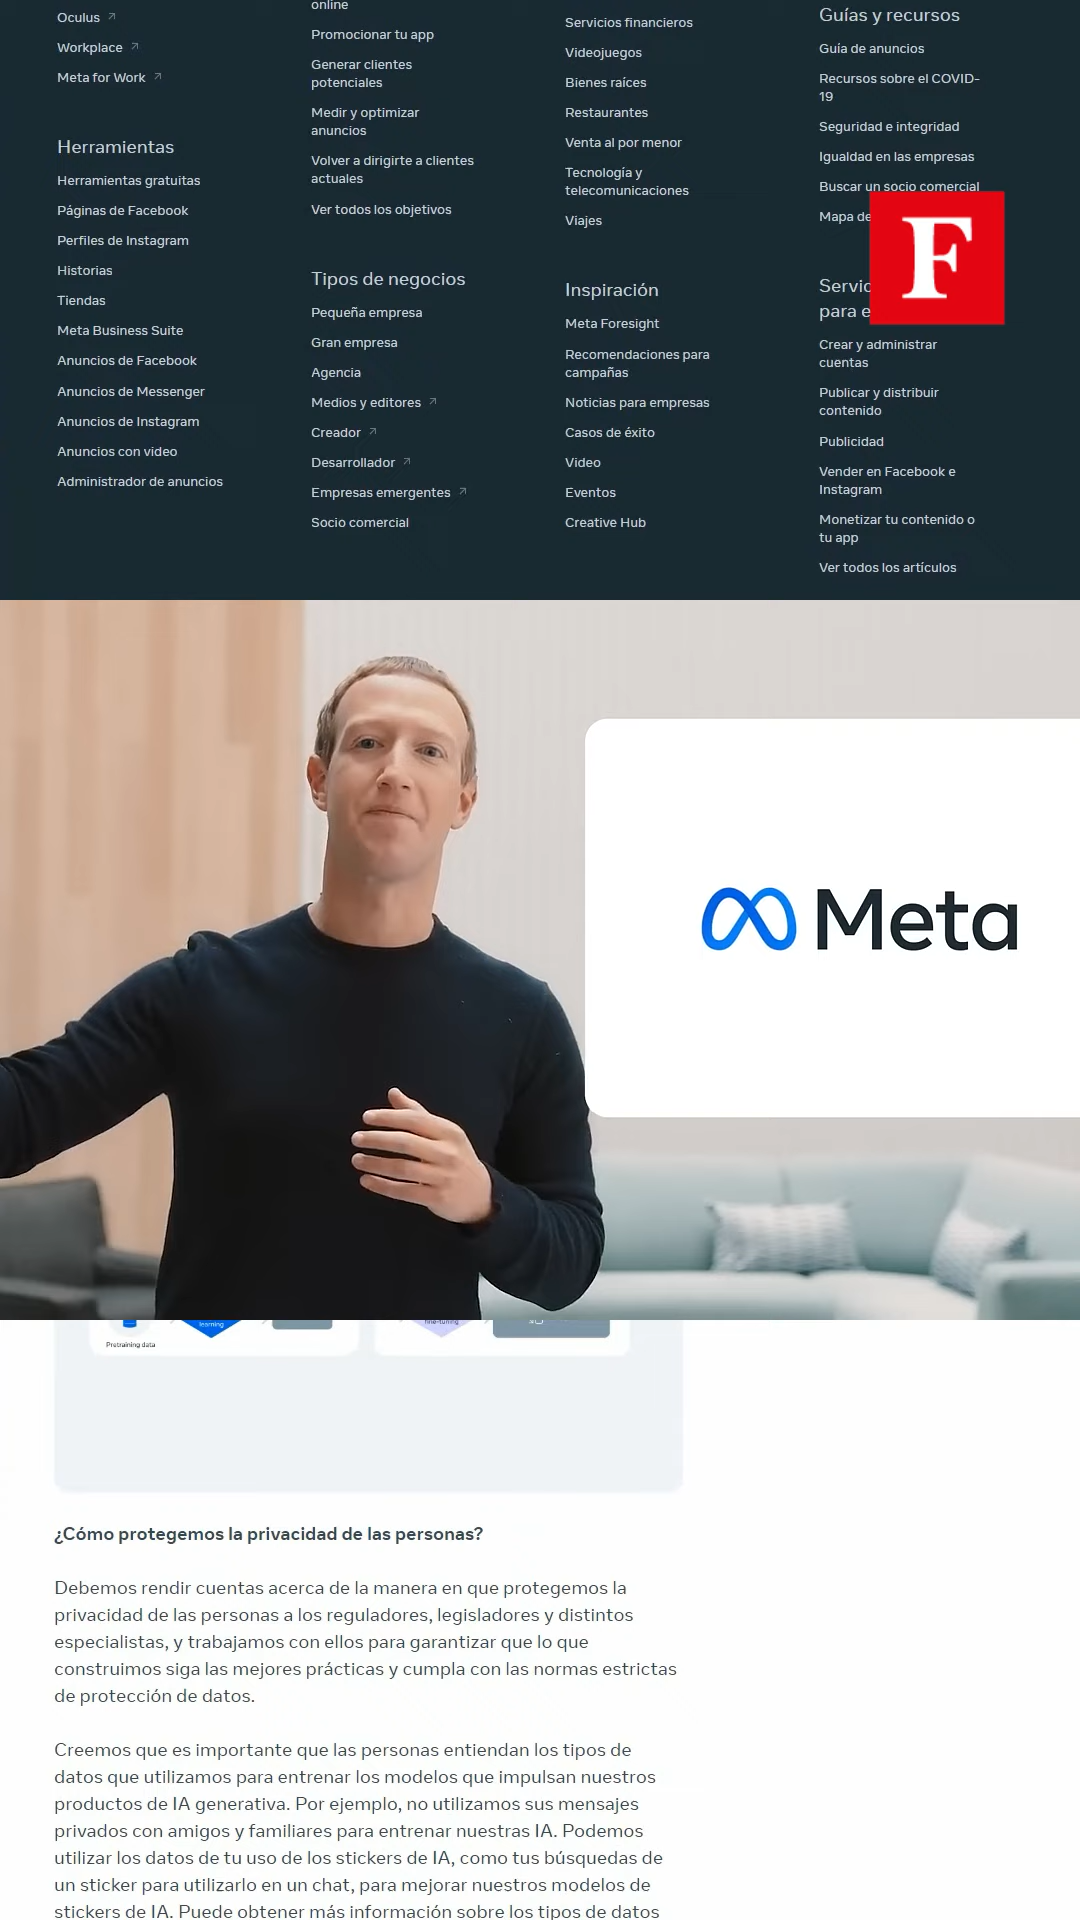 Oculus
Workplace
Meta for Work
Herramientas
Herramientas gratuitas
Páginas de Facebook
Perfiles de Instagram
Historias
Tiendas
Meta Business Suite
Anuncios de Facebook
Anuncios de Messenger
Anuncios de Instagram
Anuncios con video
Administrador de anuncios
online
Promocionar tu app
Generar clientes
potenciales
Medir y optimizar
anuncios
Volver a dirigirte a clientes
actuales
Ver todos los objetivos
Tipos de negocios
Pequeña empresa
Gran empresa
Agencia
Medios y editores
Creador
Desarrollador
Empresas emergentes
Socio comercial
Servicios financieros
Videojuegos
Bienes raíces
Restaurantes
Venta al por menor
Tecnología y
telecomunicaciones
Viajes
Inspiración
Meta Foresight
Recomendaciones para
campañas
Noticias para empresas
Casos de éxito
Video
Eventos
Creative Hub
Guías y recursos
Guía de anuncios
Recursos sobre el COVID-
19
Seguridad e integridad
Igualdad en las empresas
Buscar un socio comercial
Mapa de
F
Servic
para e
Crear y administrar
cuentas
Publicar y distribuir
contenido
Publicidad
Vender en Facebook e
Instagram
Monetizar tu contenido o
tu app
Ver todos los artículos
Meta
learning
fine-tuning
Pretraining data
¿Cómo protegemos la privacidad de las personas?
Debemos rendir cuentas acerca de la manera en que protegemos la
privacidad de las personas a los reguladores, legisladores y distintos
especialistas, y trabajamos con ellos para garantizar que lo que
construimos siga las mejores prácticas y cumpla con las normas estrictas
de protección de datos.
Creemos que es importante que las personas entiendan los tipos de
datos que utilizamos para entrenar los modelos que impulsan nuestros
productos de IA generativa. Por ejemplo, no utilizamos sus mensajes
privados con amigos y familiares para entrenar nuestras IA. Podemos
utilizar los datos de tu uso de los stickers de IA, como tus búsquedas de
un sticker para utilizarlo en un chat, para mejorar nuestros modelos de
stickers de IA. Puede obtener más información sobre los tipos de datos